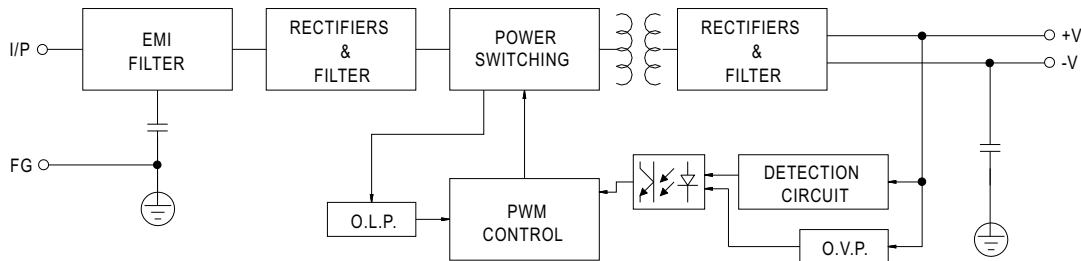 I/P
EMI
FILTER
RECTIFIERS
&
FILTER
POWER
SWITCHING
RECTIFIERS
&
FILTER
+V
-V
FG
O.L.P.
PWM
CONTROL
DETECTION
CIRCUIT
O.V.P.